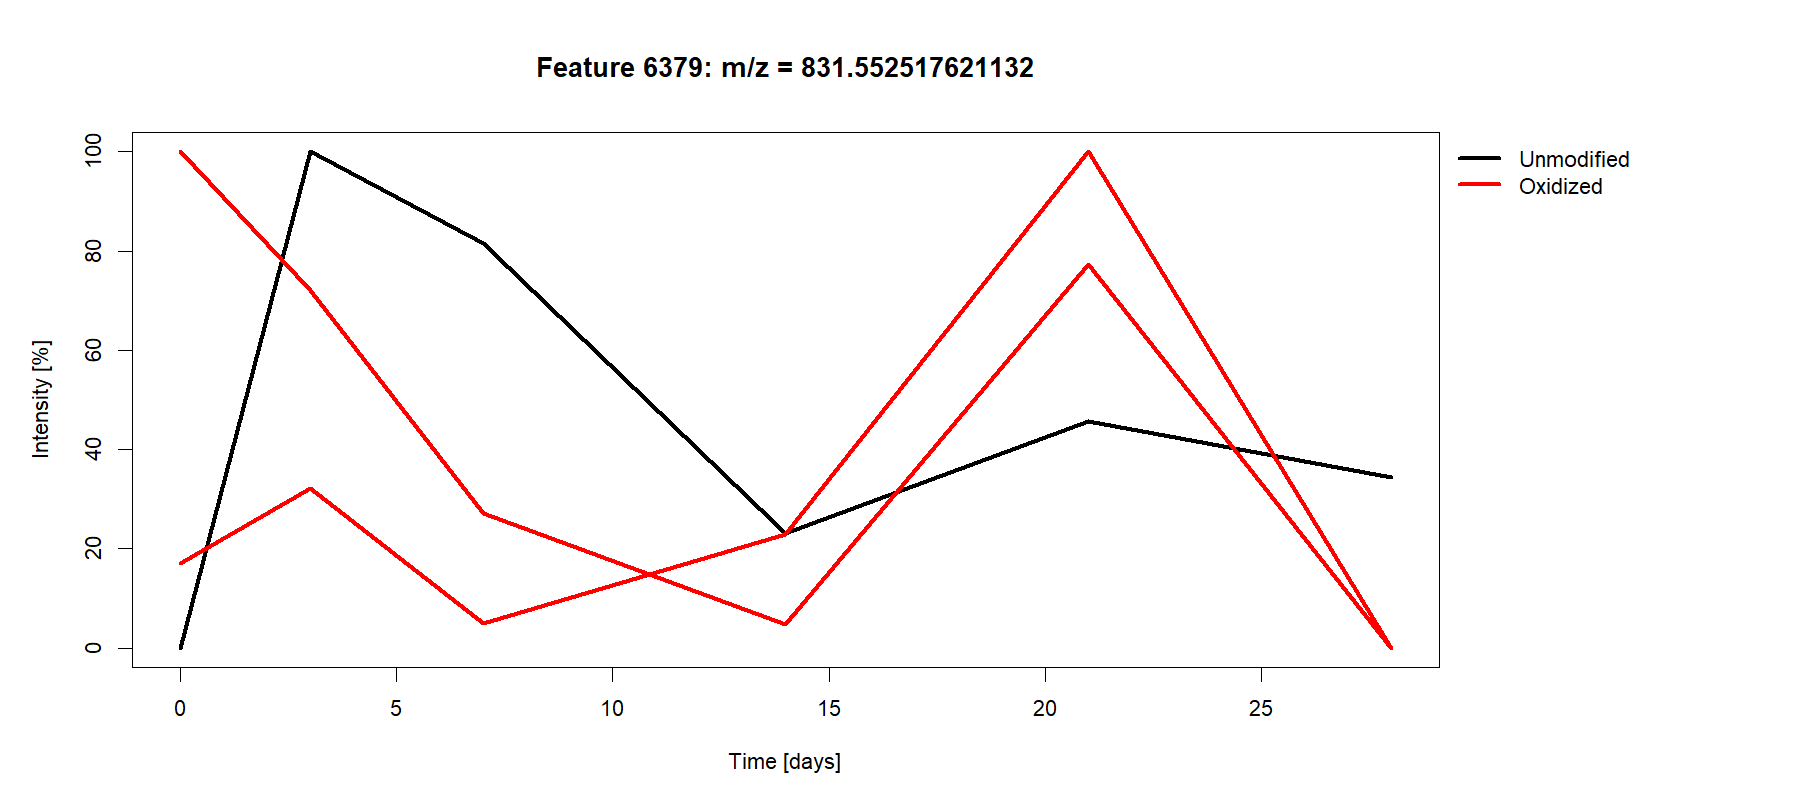 Feature 6379: m/z = 831.552517621132
Unmodified
Oxidized
Intensity [%]
100
80
60
40
20
0
0 5 10 15 20 25
Time [days]